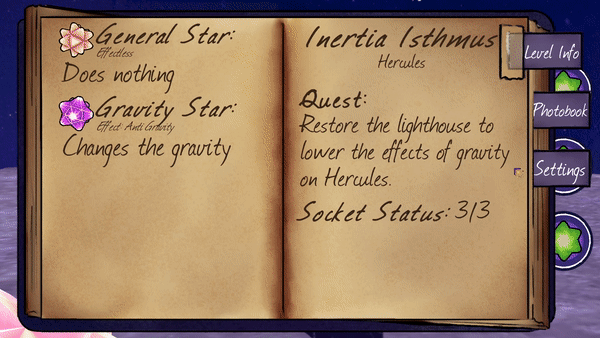 General Star:
Effectless
Does nothing
Gravity Star:
Effect: Anti Gravity
Changes the gravity
Inertia Isthmus
Hercules
Quest:
Restore the lighthouse to
lower the effects of gravity
on Hercules.
Socket Status: 3/3
Level Info
Photobook
Settings